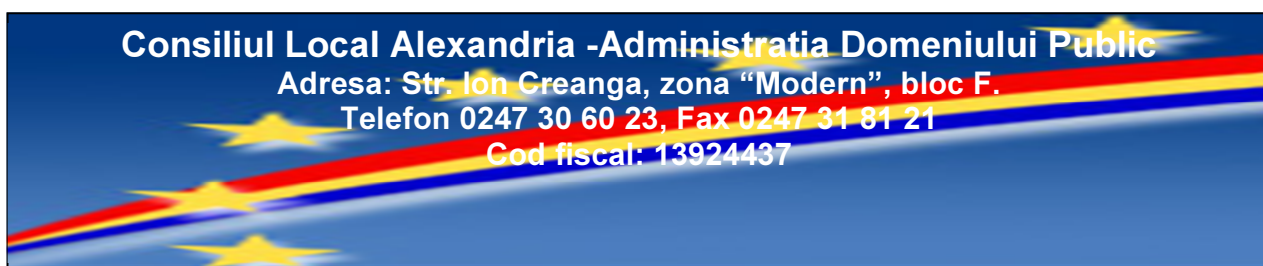 Consiliul Local Alexandria -Administratia Domeniului Public
Adresa: Str. Ion Creanga, zona “Modern”, bloc F.
Telefon 0247 30 60 23, Fax 0247 31 81 21
Cod fiscal: 13924437